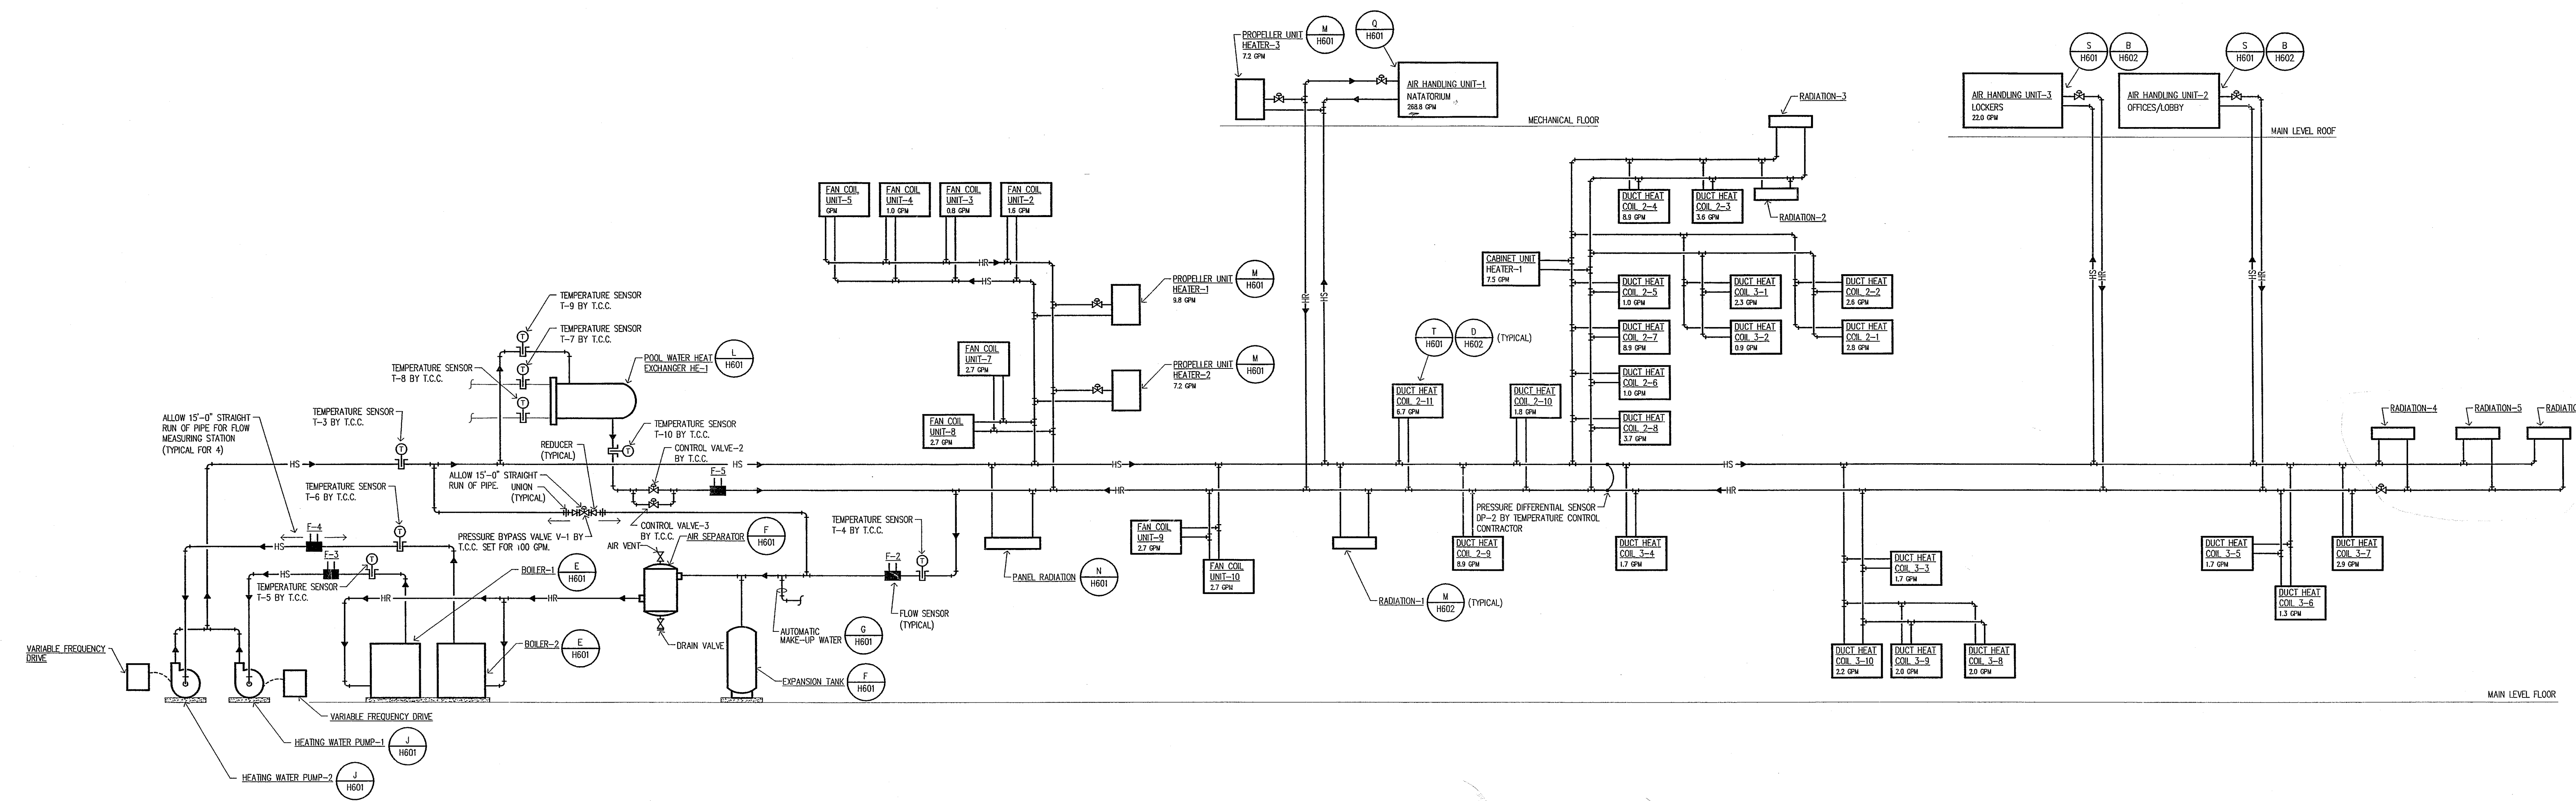 PROPELLER UNIT
HEATER-3
7.2 GPM
M
H601
Q
H601
AIR HANDLING UNIT-1
NATATORIUM
268.8 GPM
MECHANICAL FLOOR
RADIATION-3
S
H601
B
H602
S
H601
B
H602
AIR HANDLING UNIT-3
LOCKERS
22.0 GPM
AIR HANDLING UNIT-2
OFFICES/LOBBY
MAIN LEVEL ROOF
FAN COIL
UNIT-5
GPM
FAN COIL
UNIT-4
1.0 GPM
FAN COIL
UNIT-3
0.8 GPM
FAN COIL
UNIT-2
1.6 GPM
HR
HS
DUCT HEAT
COIL 2-4
8.9 GPM
DUCT HEAT
COIL 2-3
3.6 GPM
RADIATION-2
CABINET UNIT
HEATER-1
7.5 GPM
PROPELLER UNIT
HEATER-1
9.8 GPM
M
H601
HR
HS
DUCT HEAT
COIL 2-5
1.0 GPM
DUCT HEAT
COIL 3-1
2.3 GPM
DUCT HEAT
COIL 2-2
2.6 GPM
HS
HR
HS
HR
TEMPERATURE SENSOR
T-9 BY T.C.C.
T
TEMPERATURE SENSOR
T-7 BY T.C.C.
T
TEMPERATURE SENSOR
T-8 BY T.C.C.
T
POOL WATER HEAT
EXCHANGER HE-1
L
H601
FAN COIL
UNIT-7
2.7 GPM
PROPELLER UNIT
HEATER-2
7.2 GPM
M
H601
T
H601
D
H602
(TYPICAL)
DUCT HEAT
COIL 2-7
8.9 GPM
DUCT HEAT
COIL 3-2
0.9 GPM
DUCT HEAT
COIL 2-1
2.8 GPM
DUCT HEAT
COIL 2-6
1.0 GPM
DUCT HEAT
COIL 2-11
6.7 GPM
DUCT HEAT
COIL 2-10
1.8 GPM
DUCT HEAT
COIL 2-8
3.7 GPM
FAN COIL
UNIT-8
2.7 GPM
RADIATION-4
RADIATION-5
RADIATIO
ALLOW 15'-0" STRAIGHT
RUN OF PIPE FOR FLOW
MEASURING STATION
(TYPICAL FOR 4)
TEMPERATURE SENSOR
T-3 BY T.C.C.
T
TEMPERATURE SENSOR
T-10 BY T.C.C.
T
REDUCER
(TYPICAL)
CONTROL VALVE-2
BY T.C.C.
HS
HS
HS
HS
ALLOW 15'-0" STRAIGHT
RUN OF PIPE.
UNION
(TYPICAL)
F-5
HR
HR
TEMPERATURE SENSOR
T-6 BY T.C.C.
T
F-4
HS
PRESSURE BYPASS VALVE V-1 BY
T.C.C. SET FOR 100 GPM.
CONTROL VALVE-3
BY T.C.C.
AIR VENT
AIR SEPARATOR
F
H601
TEMPERATURE SENSOR
T-4 BY T.C.C.
T
F-2
PRESSURE DIFFERENTIAL SENSOR
DP-2 BY TEMPERATURE CONTROL
CONTRACTOR
FAN COIL
UNIT-9
2.7 GPM
FAN COIL
UNIT-10
2.7 GPM
DUCT HEAT
COIL 2-9
8.9 GPM
DUCT HEAT
COIL 3-4
1.7 GPM
DUCT HEAT
COIL 3-3
1.7 GPM
DUCT HEAT
COIL 3-5
1.7 GPM
DUCT HEAT
COIL 3-7
2.9 GPM
DUCT HEAT
COIL 3-6
1.3 GPM
F-3
HS
T
TEMPERATURE SENSOR
T-5 BY T.C.C.
BOILER-1
E
H601
HR
HR
PANEL RADIATION
N
H601
RADIATION-1
M
H602
(TYPICAL)
FLOW SENSOR
(TYPICAL)
AUTOMATIC
MAKE-UP WATER
G
H601
DRAIN VALVE
BOILER-2
E
H601
VARIABLE FREQUENCY
DRIVE
EXPANSION TANK
F
H601
DUCT HEAT
COIL 3-10
2.2 GPM
DUCT HEAT
COIL 3-9
2.0 GPM
DUCT HEAT
COIL 3-8
2.0 GPM
MAIN LEVEL FLOOR
VARIABLE FREQUENCY DRIVE
HEATING WATER PUMP-1
J
H601
HEATING WATER PUMP-2
J
H601